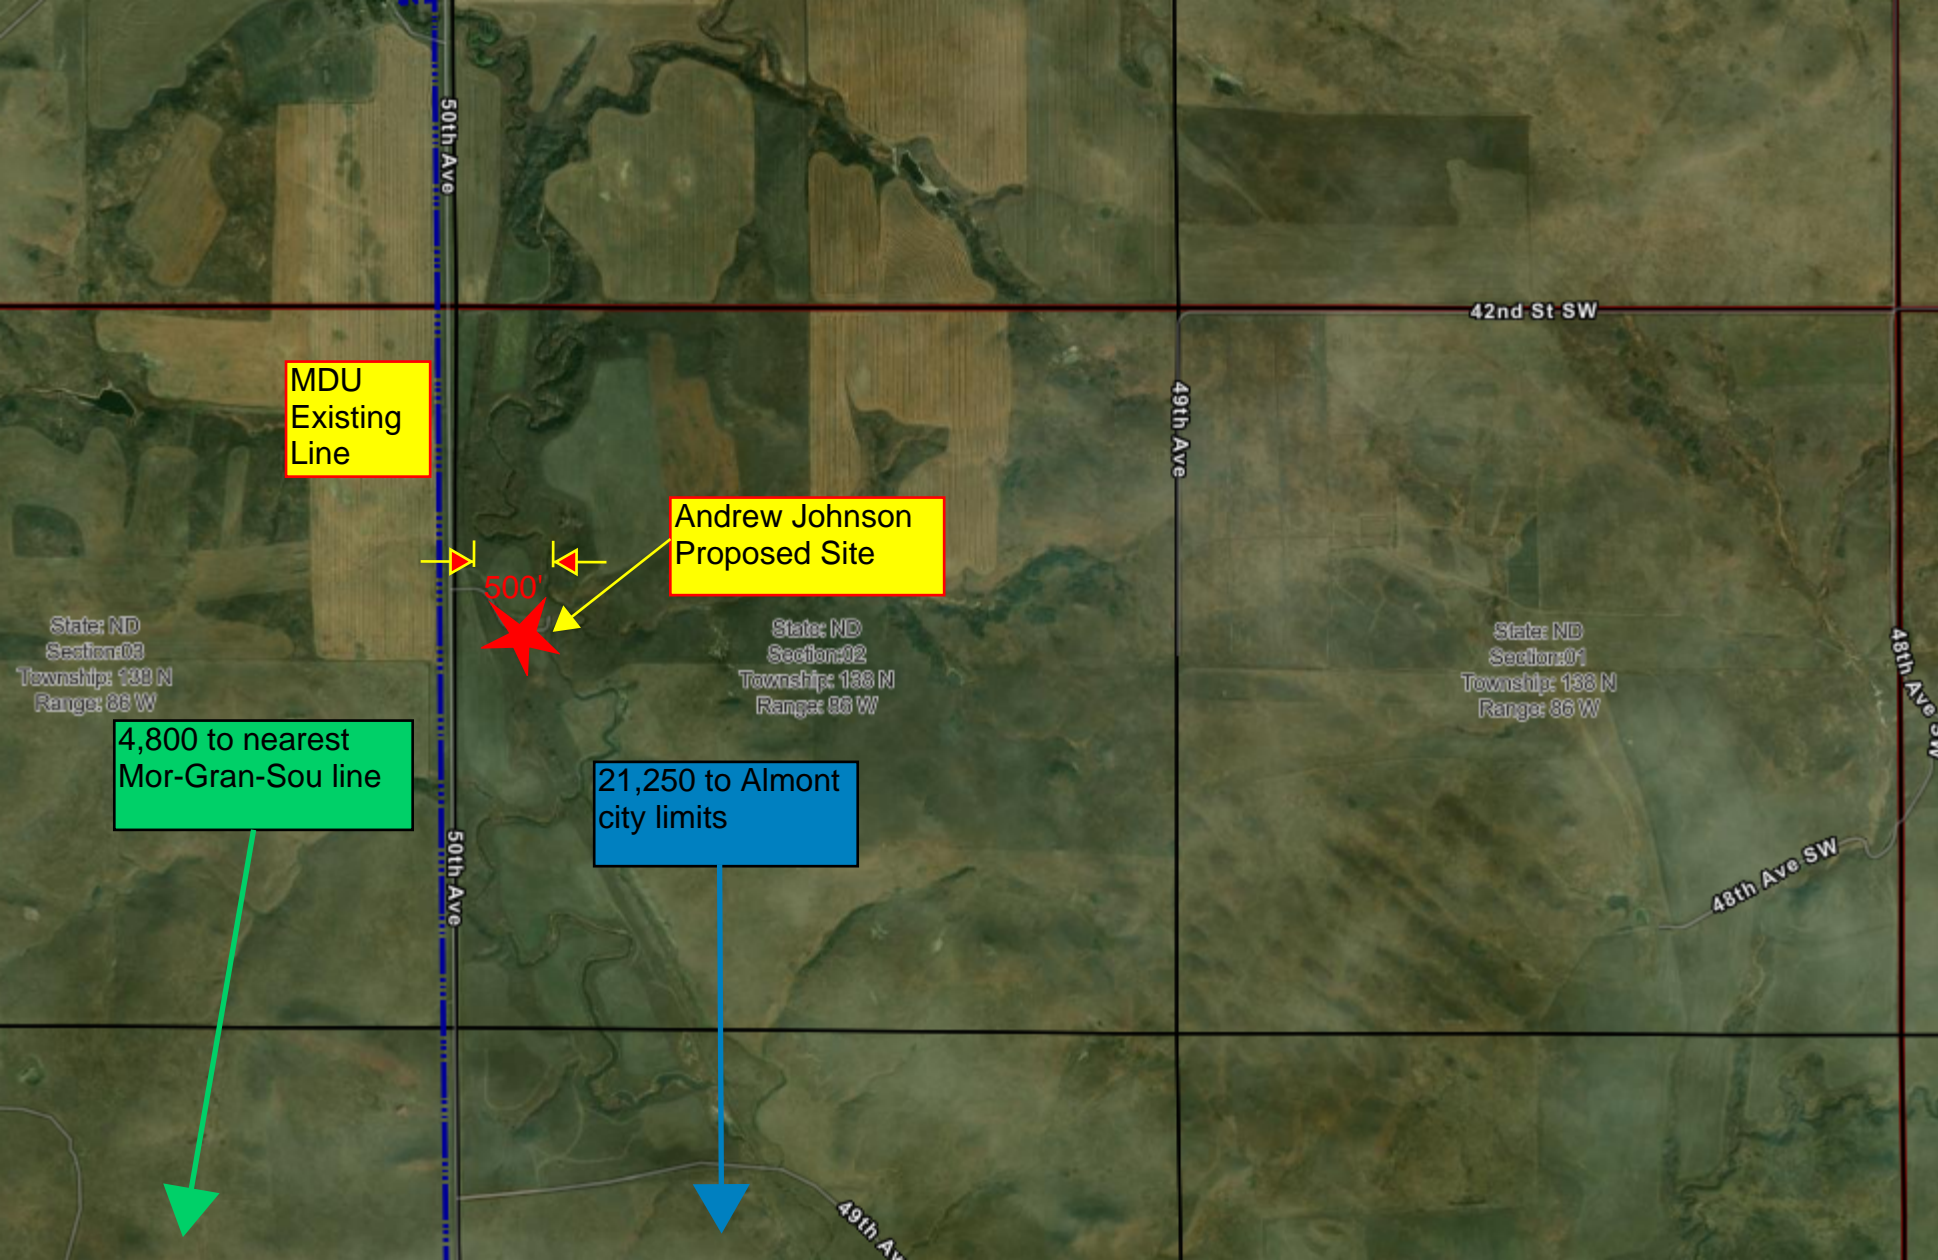 50th Ave
42nd St SW
MDU
Existing
Line
49th Ave
Andrew Johnson
Proposed Site
500'
State: ND
Section:03
Township: 138 N
Range: 86 W
State: ND
Section:02
Township: 138 N
Range: 86 W
State: ND
Section:01
Township: 138 N
Range: 86 W
48th Ave SW
4,800 to nearest
Mor-Gran-Sou line
21,250 to Almont
city limits
50th Ave
48th Ave SW
49th Av